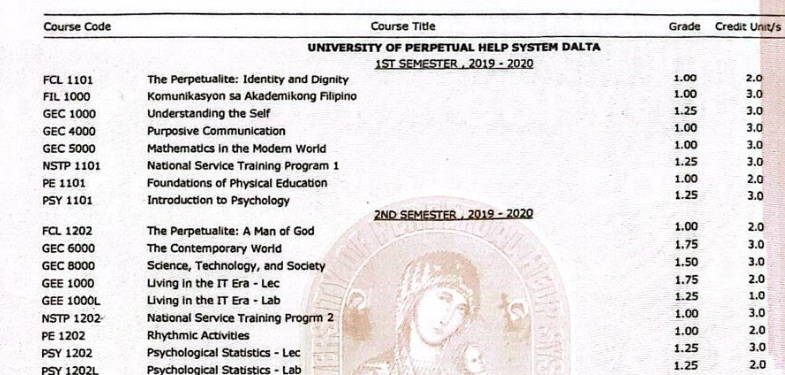 Course Code Course Title Grade Credit Unit/s
UNIVERSITY OF PERPETUAL HELP SYSTEM DALTA
1ST SEMESTER , 2019 - 2020
FCL 1101 The Perpetualite: Identity and Dignity 1.00 2.0
FIL 1000 Komunikasyon sa Akademikong Filipino 1.00 3.0
GEC 1000 Understanding the Self 1.25 3.0
GEC 4000 Purposive Communication 1.00 3.0
GEC 5000 Mathematics in the Modern World 1.00 3.0
NSTP 1101 National Service Training Program 1 1.25 3.0
PE 1101 Foundations of Physical Education 1.00 2.0
PSY 1101 Introduction to Psychology 1.25 3.0
2ND SEMESTER , 2019 - 2020
FCL 1202 The Perpetualite: A Man of God 1.00 2.0
GEC 6000 The Contemporary World 1.75 3.0
GEC 8000 Science, Technology, and Society 1.50 3.0
GEE 1000 Living in the IT Era - Lec 1.75 2.0
GEE 1000L Living in the IT Era - Lab 1.25 1.0
NSTP 1202 National Service Training Progrm 2 1.00 3.0
PE 1202 Rhythmic Activities 1.00 2.0
PSY 1202 Psychological Statistics - Lec 1.25 3.0
PSY 1202L Psychological Statistics - Lab 1.25 2.0